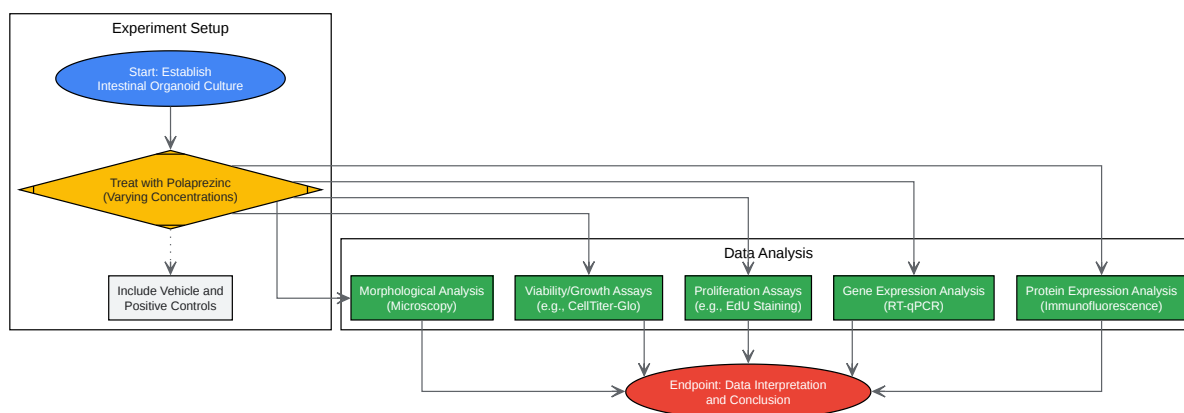 Experiment Setup
Start: Establish
Intestinal Organoid Culture
Treat with Polaprezinc
(Varying Concentrations)
Include Vehicle and
Positive Controls
Data Analysis
Morphological Analysis
(Microscopy)
Viability/Growth Assays
(e.g., CellTiter-Glo)
Proliferation Assays
(e.g., EdU Staining)
Gene Expression Analysis
(RT-qPCR)
Protein Expression Analysis
(Immunofluorescence)
Endpoint: Data Interpretation
and Conclusion